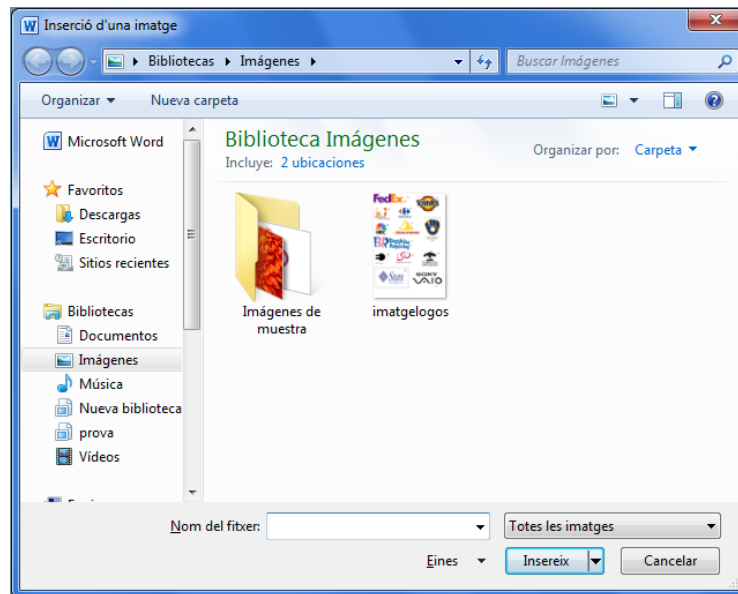 Inserció d'una imatge
Bibliotecas Imágenes
Buscar Imágenes
Organizar Nueva carpeta
Microsoft Word
Favoritos
Descargas
Escritorio
Sitios recientes
Bibliotecas
Documentos
Imágenes
Música
Nueva biblioteca
prova
Vídeos
Biblioteca Imágenes
Incluye: 2 ubicaciones
Organizar por: Carpeta
FedEx
Sun
SONY
VAIO
Imágenes de
muestra
imatgelogos
Nom del fitxer:
Totes les imatges
Eines
Insereix
Cancelar